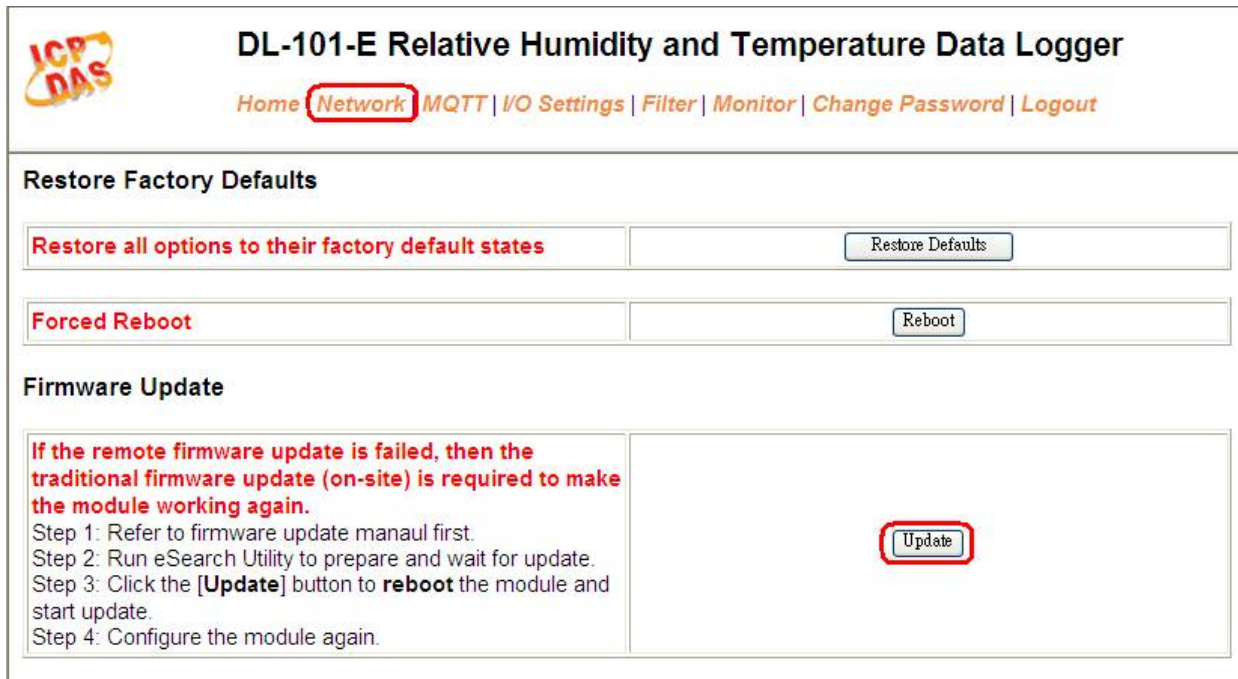 ICP DAS
DL-101-E Relative Humidity and Temperature Data Logger
Home | Network | MQTT | I/O Settings | Filter | Monitor | Change Password | Logout
Restore Factory Defaults
Restore all options to their factory default states
Restore Defaults
Forced Reboot
Reboot
Firmware Update
If the remote firmware update is failed, then the
traditional firmware update (on-site) is required to make
the module working again.
Step 1: Refer to firmware update manaul first.
Step 2: Run eSearch Utility to prepare and wait for update.
Step 3: Click the [Update] button to reboot the module and
start update.
Step 4: Configure the module again.
Update